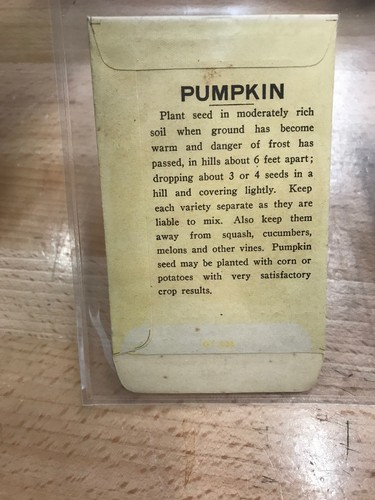 PUMPKIN
Plant seed in moderately rich
soil when ground has become
warm and danger of frost has
passed, in hills about 6 feet apart;
dropping about 3 or 4 seeds in a
hill and covering lightly. Keep
each variety separate as they are
liable to mix. Also keep them
away from squash, cucumbers,
melons and other vines. Pumpkin
seed may be planted with corn or
potatoes with very satisfactory
crop results.